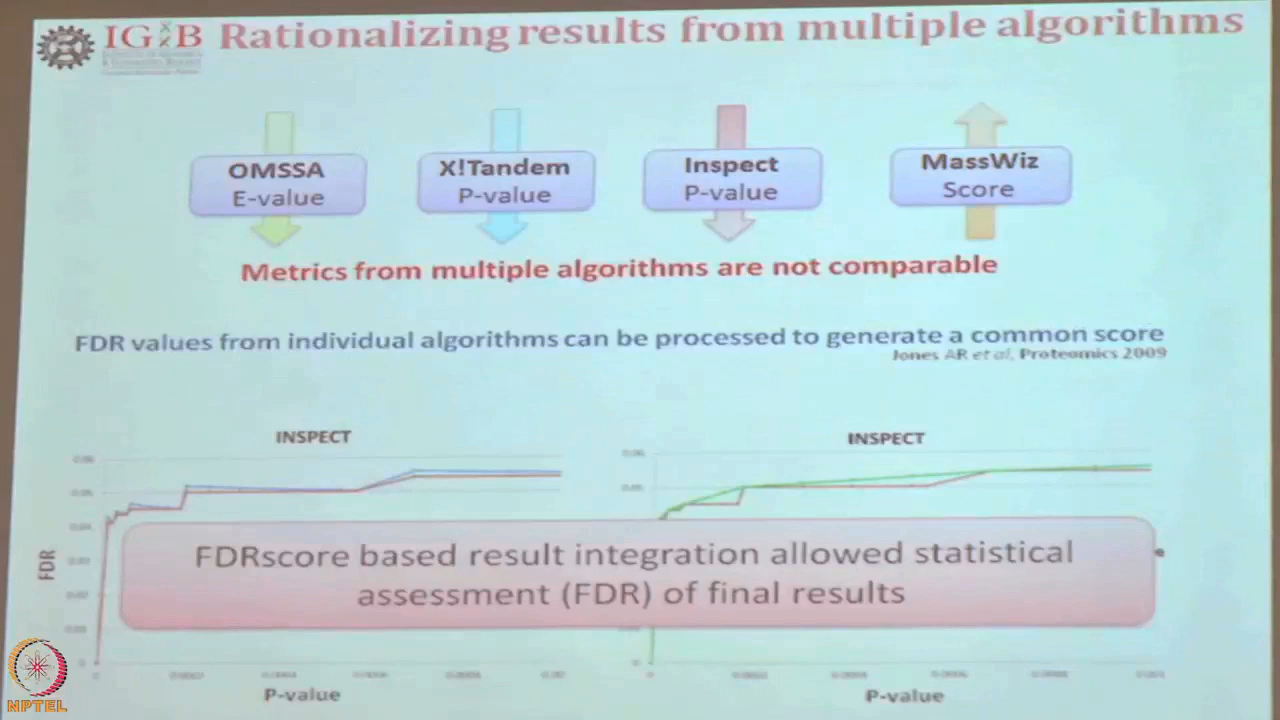 IGIB Rationalizing results from multiple algorithms
OMSSA
E-value
X!Tandem
P-value
Inspect
P-value
MassWiz
Score
Metrics from multiple algorithms are not comparable
FDR values from individual algorithms can be processed to generate a common score
Jones AR et al, Proteomics 2009
INSPECT
INSPECT
FDR
FDRscore based result integration allowed statistical
assessment (FDR) of final results
P-value
P-value
NPTEL